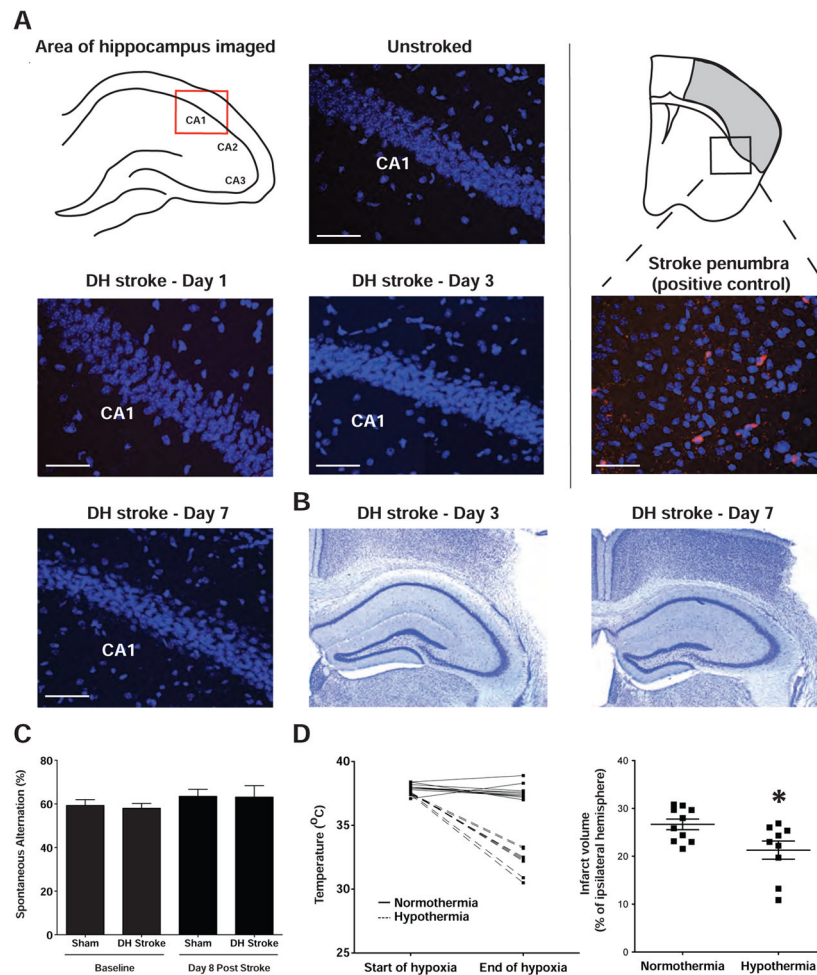 A
Area of hippocampus imaged
Unstroked
CA1
CA2
CA3
CA1
Stroke penumbra
(positive control)
DH stroke - Day 1
DH stroke - Day 3
CA1
CA1
DH stroke - Day 7
CA1
B
DH stroke - Day 3
DH stroke - Day 7
C
Spontaneous Alternation (%)
80
60
40
20
0
Sham
DH Stroke
Sham
DH Stroke
Baseline
Day 8 Post Stroke
D
Temperature (ºC)
40
35
30
25
Normothermia
Hypothermia
Start of hypoxia
End of hypoxia
Infarct volume
(% of ipsilateral hemisphere)
40
30
20
10
0
*
Normothermia
Hypothermia